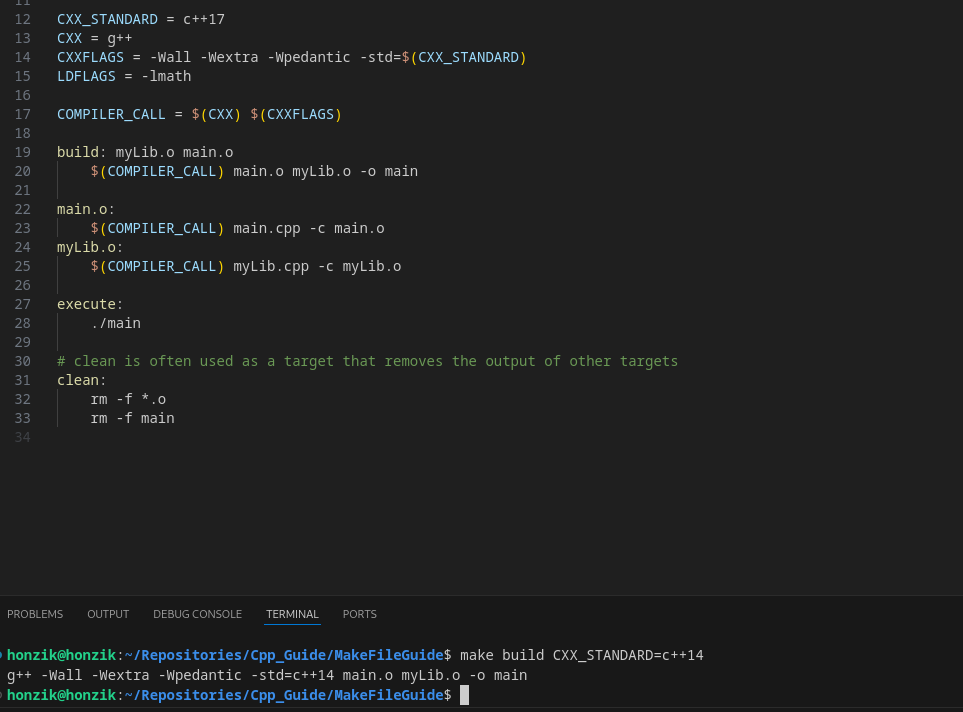 11
12 CXX_STANDARD = c++17
13 CXX = g++
14 CXXFLAGS = -Wall -Wextra -Wpedantic -std=$(CXX_STANDARD)
15 LDFLAGS = -lmath
16
17 COMPILER_CALL = $(CXX) $(CXXFLAGS)
18
19 build: myLib.o main.o
20     $(COMPILER_CALL) main.o myLib.o -o main
21
22 main.o:
23     $(COMPILER_CALL) main.cpp -c main.o
24 myLib.o:
25     $(COMPILER_CALL) myLib.cpp -c myLib.o
26
27 execute:
28     ./main
29
30 # clean is often used as a target that removes the output of other targets
31 clean:
32     rm -f *.o
33     rm -f main
34
PROBLEMS OUTPUT DEBUG CONSOLE TERMINAL PORTS
honzik@honzik:~/Repositories/Cpp_Guide/MakeFileGuide$ make build CXX_STANDARD=c++14
g++ -Wall -Wextra -Wpedantic -std=c++14 main.o myLib.o -o main
honzik@honzik:~/Repositories/Cpp_Guide/MakeFileGuide$